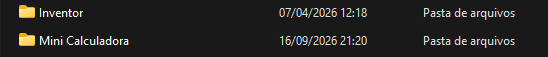 Inventor 07/04/2026 12:18 Pasta de arquivos
Mini Calculadora 16/09/2026 21:20 Pasta de arquivos